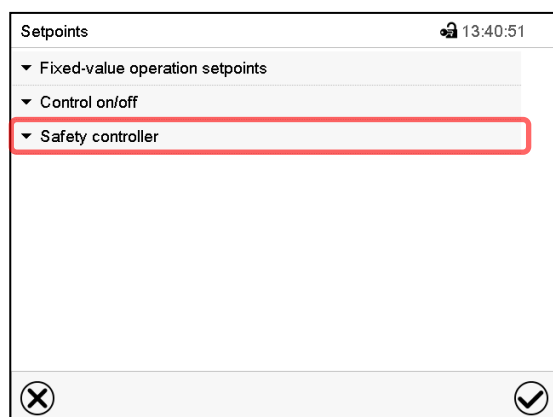 Setpoints 13:40:51
Fixed-value operation setpoints
Control on/off
Safety controller